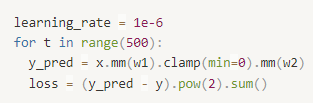 learning_rate = 1e-6
for t in range(500):
  y_pred = x.mm(w1).clamp(min=0).mm(w2)
  loss = (y_pred - y).pow(2).sum()